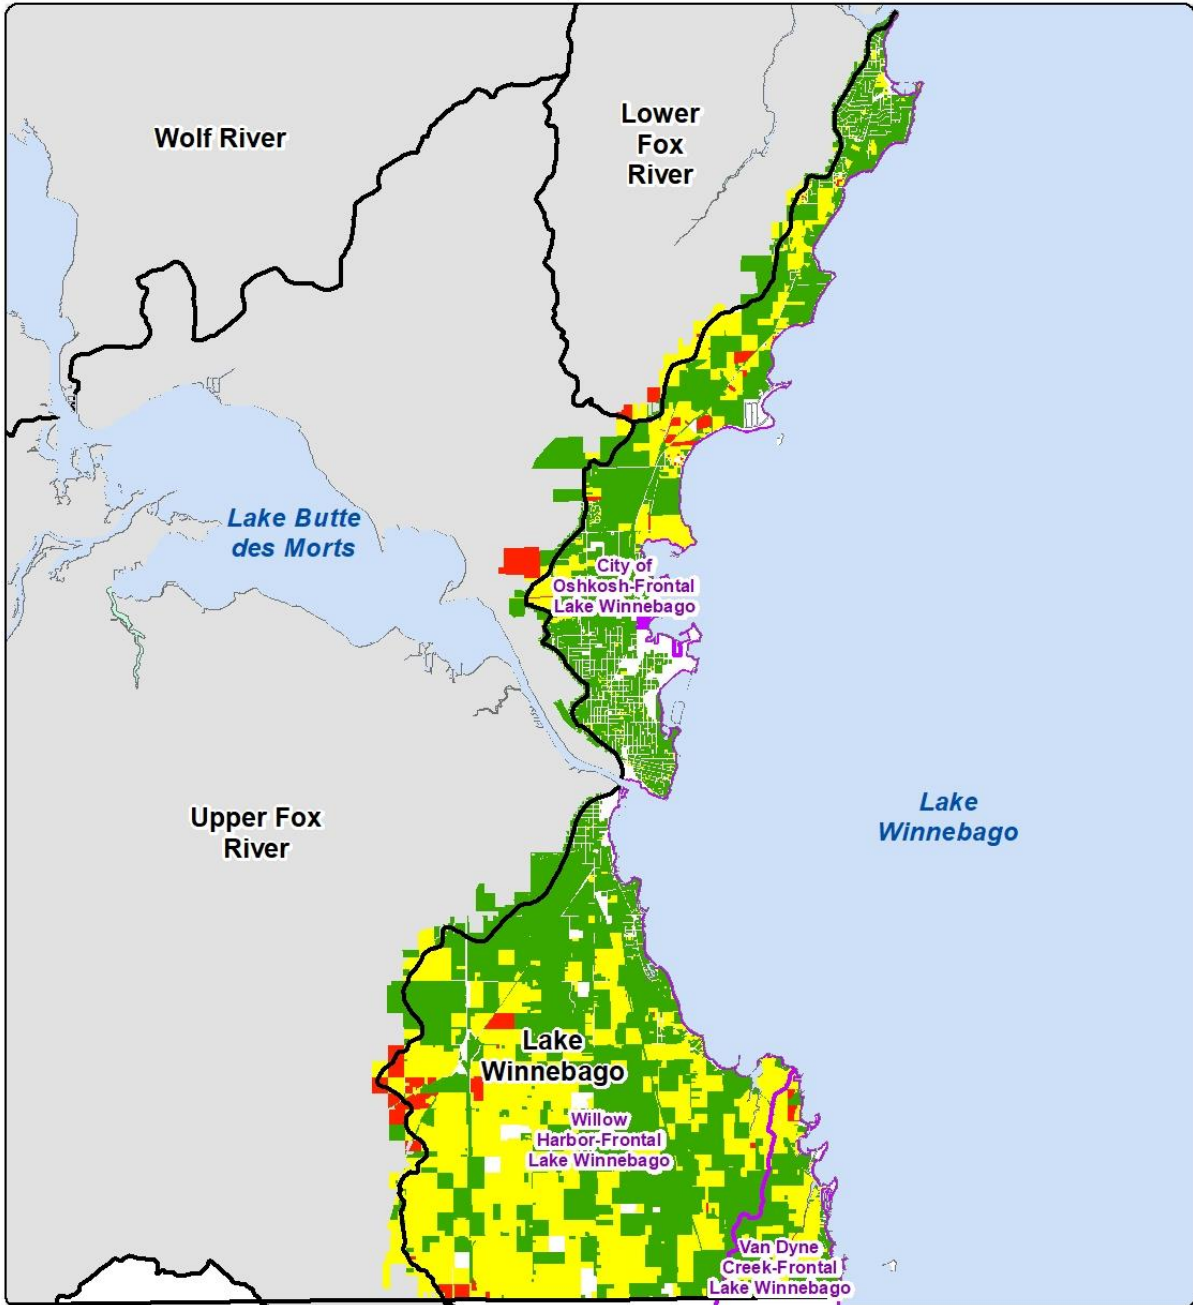 Wolf River
Lower
Fox
River
Lake Butte
des Morts
City of
Oshkosh-Frontal
Lake Winnebago
Upper Fox
River
Lake
Winnebago
Lake
Winnebago
Willow
Harbor-Frontal
Lake Winnebago
Van Dyne
Creek-Frontal
Lake Winnebago